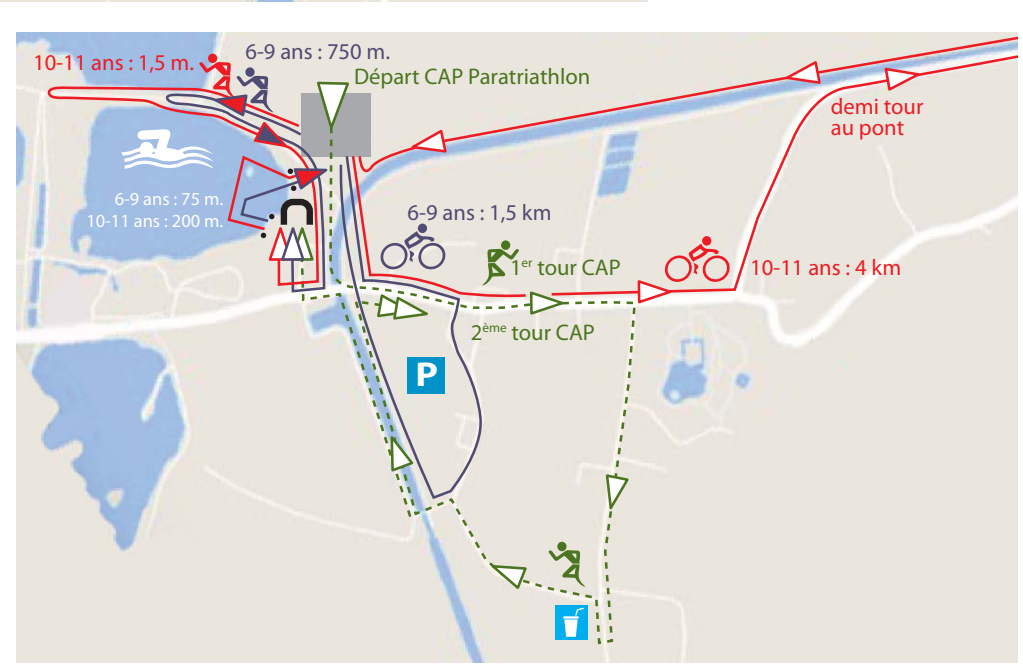 6-9 ans : 750 m.
10-11 ans : 1,5 m.
Départ CAP Paratriathlon
demi tour
au pont
6-9 ans : 75 m.
10-11 ans : 200 m.
6-9 ans : 1,5 km
1er tour CAP
10-11 ans : 4 km
2ème tour CAP
P